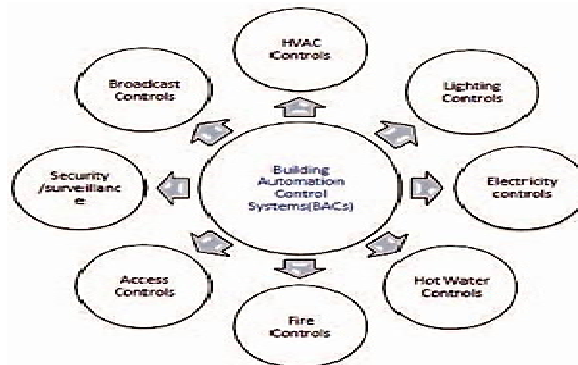 HVAC
Controls
Broadcast
Controls
Lighting
Controls
Security
/surveillanc
e
Building
Automation
Control
Systems(BACs)
Electricity
controls
Access
Controls
Hot Water
Controls
Fire
Controls